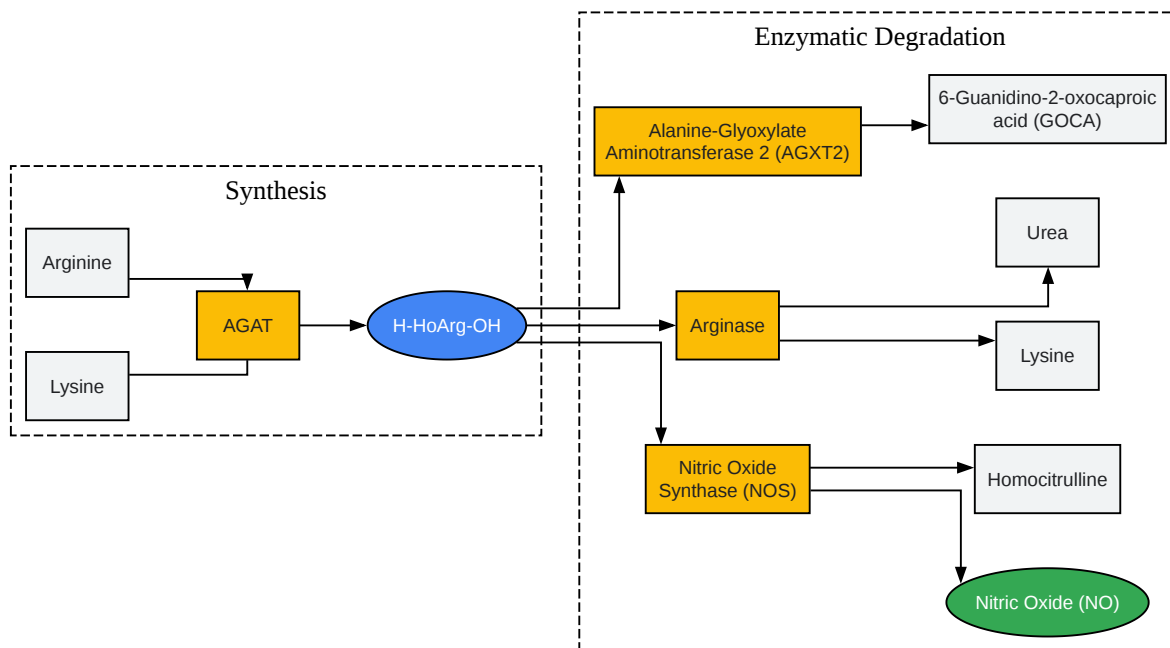 Enzymatic Degradation
6-Guanidino-2-oxocaproic
acid (GOCA)
Alanine-Glyoxylate
Aminotransferase 2 (AGXT2)
Synthesis
Urea
Arginine
AGAT
H-HoArg-OH
Arginase
Lysine
Lysine
Nitric Oxide
Synthase (NOS)
Homocitrulline
Nitric Oxide (NO)